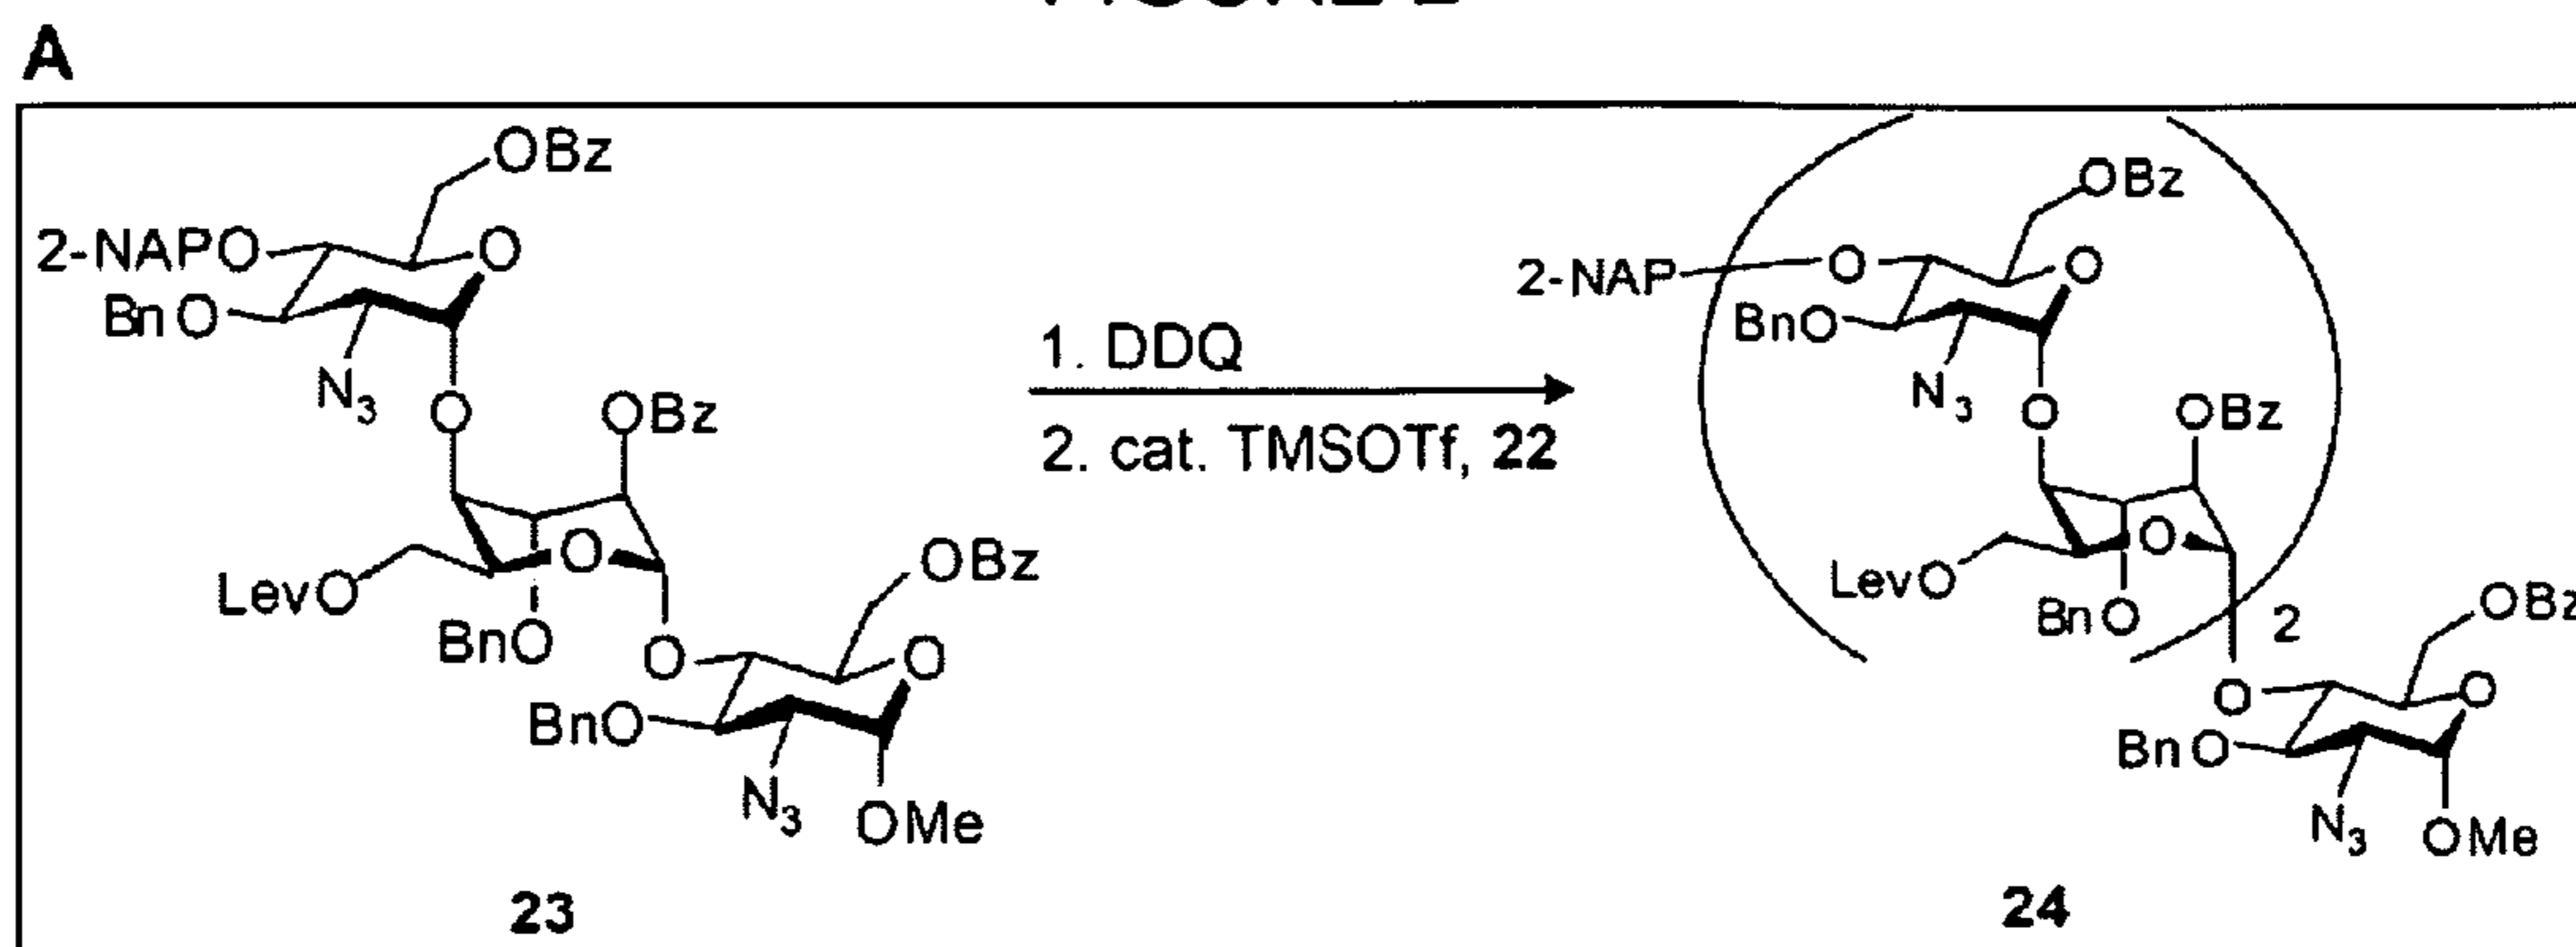 A
OBz
2-NAPO
O
BnO
N3
O
OBz
LevO
O
BnO
OBz
O
O
BnO
N3
OMe
23
1. DDQ
2. cat. TMSOTf, 22
OBz
2-NAP
O
O
BnO
N3
O
OBz
O
LevO
BnO
2
OBz
O
O
BnO
N3
OMe
24